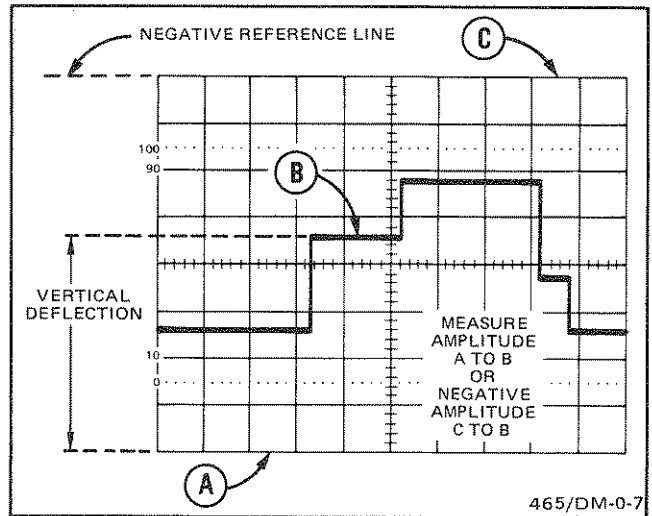 NEGATIVE REFERENCE LINE
C
100
90
B
VERTICAL
DEFLECTION
MEASURE
AMPLITUDE
A TO B
OR
NEGATIVE
AMPLITUDE
C TO B
10
0
A
465/DM-0-7